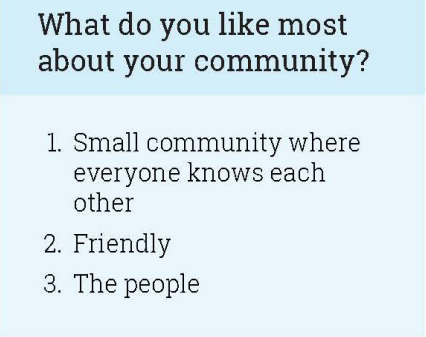 What do you like most
about your community?
1. Small community where
everyone knows each
other
2. Friendly
3. The people